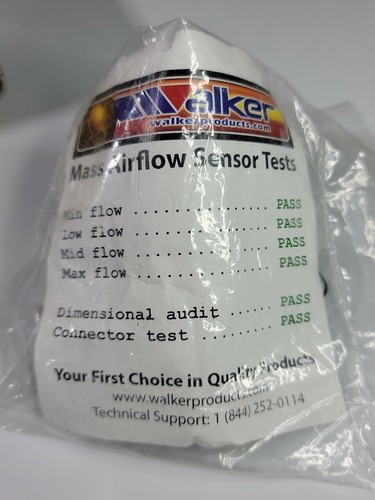 Walker
walkerproducts.com
Mass Airflow Sensor Tests
Min flow .................. PASS
Low flow .................. PASS
Mid flow .................. PASS
Max flow .................. PASS
Dimensional audit ...... PASS
Connector test ......... PASS
Your First Choice in Quality Products
www.walkerproducts.com
Technical Support: 1 (844) 252-0114